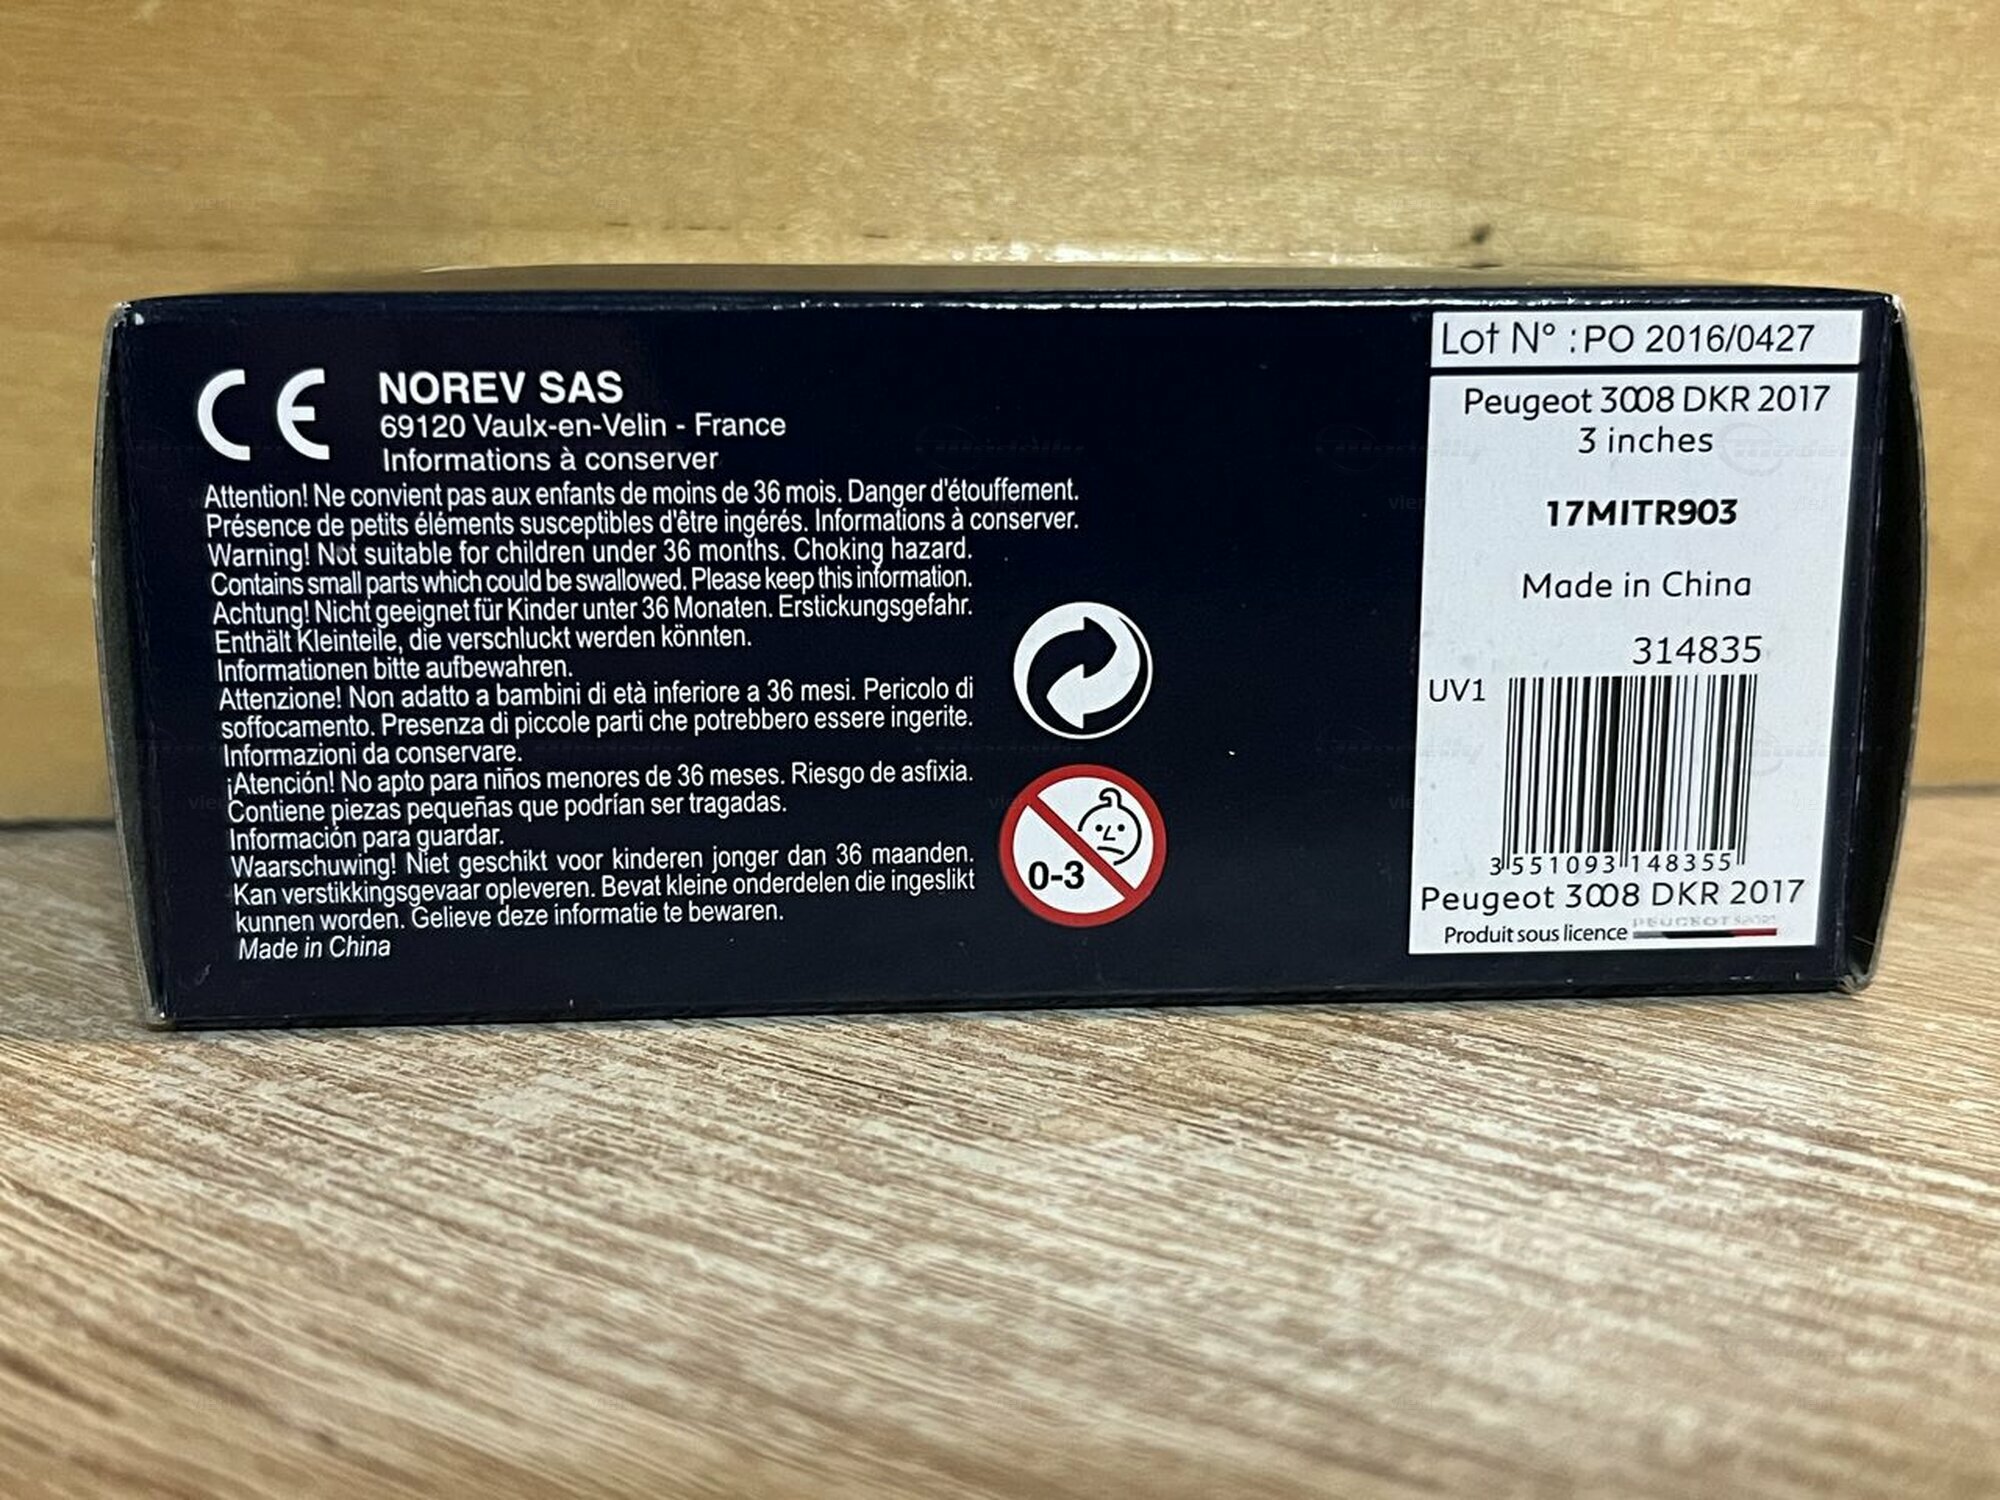 CE
NOREV SAS
69120 Vaulx-en-Velin - France
Informations à conserver
Attention! Ne convient pas aux enfants de moins de 36 mois. Danger d'étouffement.
Présence de petits éléments susceptibles d'être ingérés. Informations à conserver.
Warning! Not suitable for children under 36 months. Choking hazard.
Contains small parts which could be swallowed. Please keep this information.
Achtung! Nicht geeignet für Kinder unter 36 Monaten. Erstickungsgefahr.
Enthält Kleinteile, die verschluckt werden könnten.
Informationen bitte aufbewahren.
Attenzione! Non adatto a bambini di età inferiore a 36 mesi. Pericolo di
soffocamento. Presenza di piccole parti che potrebbero essere ingerite.
Informazioni da conservare.
¡Atención! No apto para niños menores de 36 meses. Riesgo de asfixia.
Contiene piezas pequeñas que podrían ser tragadas.
Información para guardar.
Waarschuwing! Niet geschikt voor kinderen jonger dan 36 maanden.
Kan verstikkingsgevaar opleveren. Bevat kleine onderdelen die ingeslikt
kunnen worden. Gelieve deze informatie te bewaren.
Made in China
0-3
Lot N° : PO 2016/0427
Peugeot 3008 DKR 2017
3 inches
17MITR903
Made in China
314835
UV1
3 551093 148355
Peugeot 3008 DKR 2017
Produit sous licence PEUGEOT SPORT